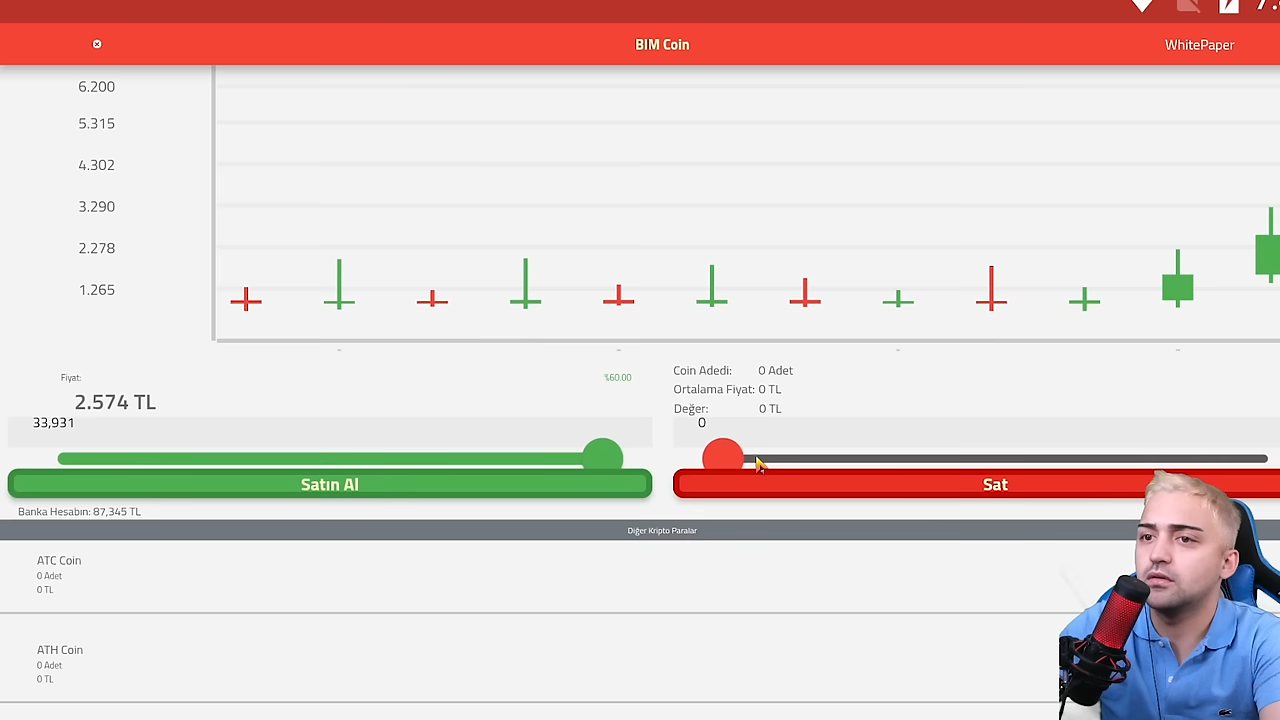 BIM Coin
WhitePaper
6.200
5.315
4.302
3.290
2.278
1.265
Fiyat:
%60.00
2.574 TL
33,931
Satın Al
Banka Hesabın: 87,345 TL
Coin Adedi: 0 Adet
Ortalama Fiyat: 0 TL
Değer: 0 TL
0
Sat
Diğer Kripto Paralar
ATC Coin
0 Adet
0 TL
ATH Coin
0 Adet
0 TL